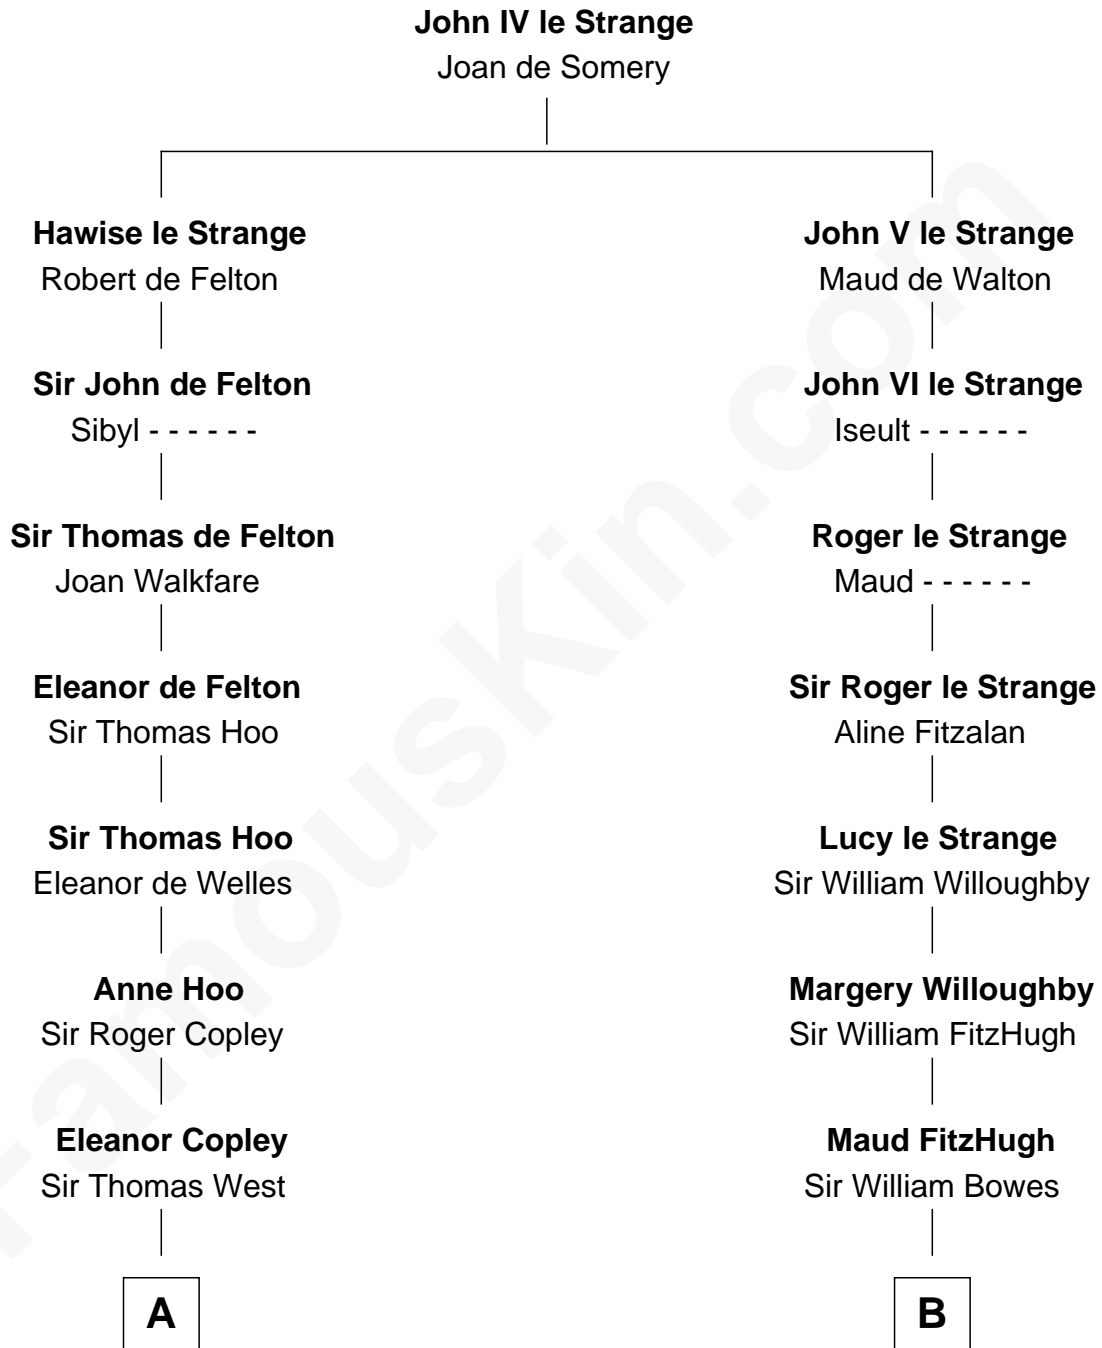 John IV le Strange
Joan de Somery
Hawise le Strange
Robert de Felton
John V le Strange
Maud de Walton
Sir John de Felton
Sibyl - - - - - -
John VI le Strange
Iseult - - - - - -
Sir Thomas de Felton
Joan Walkfare
Roger le Strange
Maud - - - - - -
Eleanor de Felton
Sir Thomas Hoo
Sir Roger le Strange
Aline Fitzalan
Sir Thomas Hoo
Eleanor de Welles
Lucy le Strange
Sir William Willoughby
Anne Hoo
Sir Roger Copley
Margery Willoughby
Sir William FitzHugh
Eleanor Copley
Sir Thomas West
Maud FitzHugh
Sir William Bowes
A
B
FamousKin.com